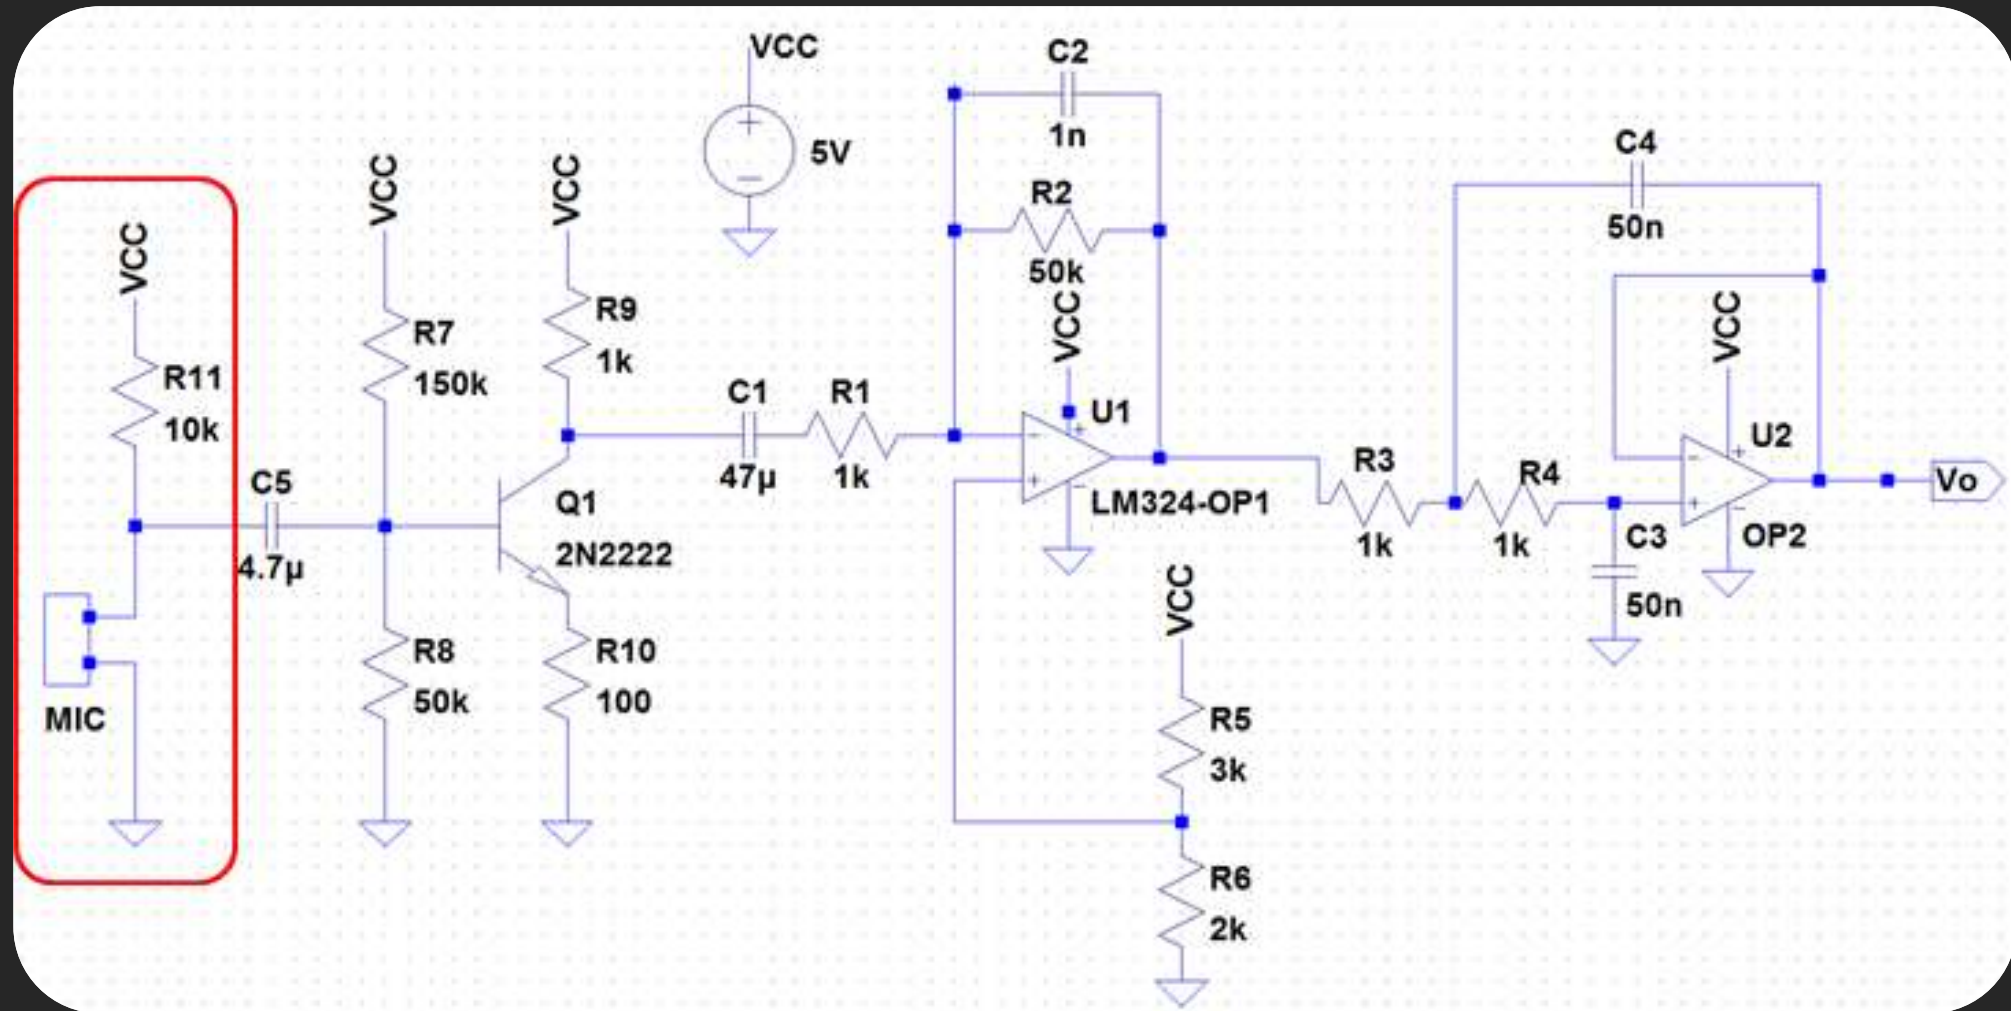 VCC
R11
10k
MIC
C5
4.7µ
VCC
R7
150k
R8
50k
VCC
R9
1k
Q1
2N2222
R10
100
VCC
+
−
5V
C1
47µ
R1
1k
C2
1n
R2
50k
VCC
U1
-
+
+
−
LM324-OP1
VCC
R5
3k
R6
2k
R3
1k
R4
1k
C4
50n
C3
50n
VCC
U2
-
+
+
−
OP2
Vo